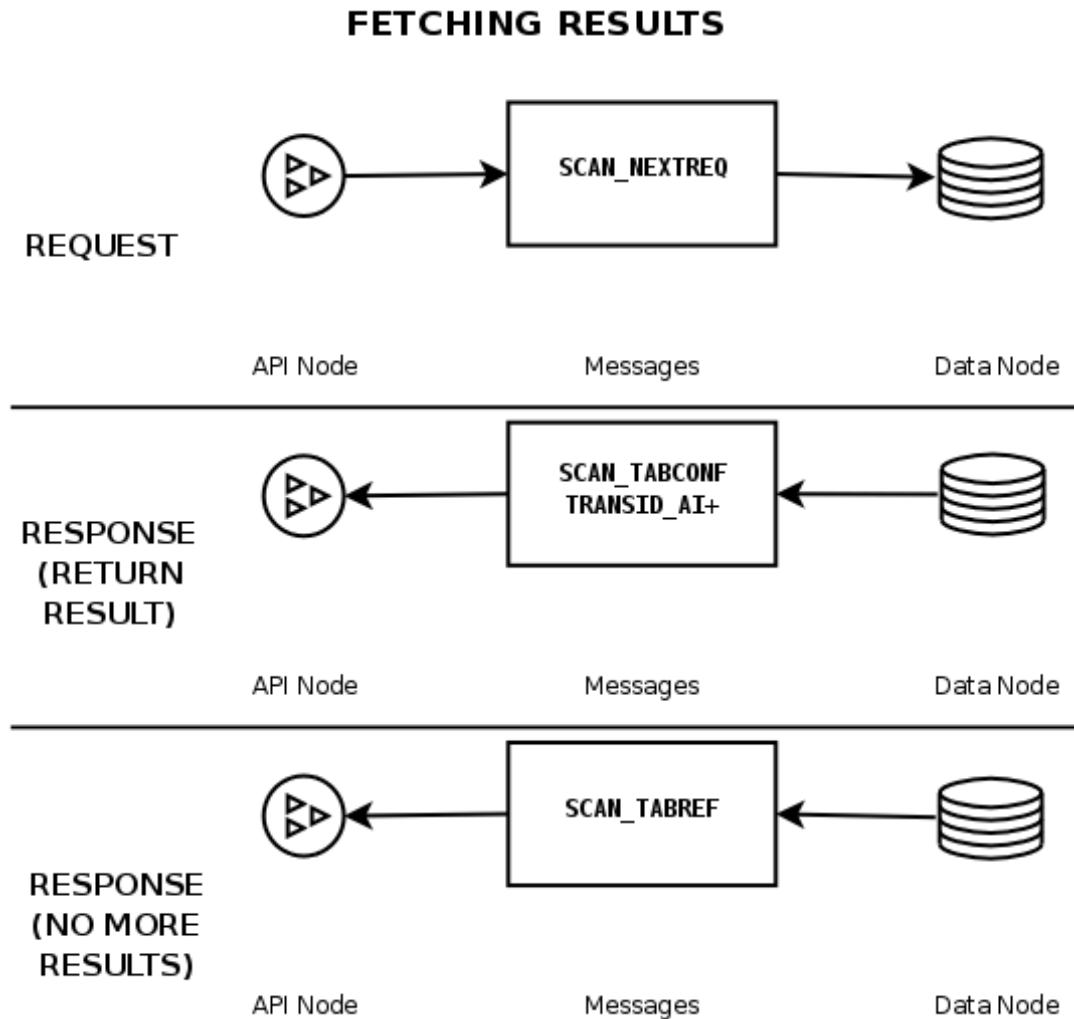 FETCHING RESULTS
SCAN_NEXTREQ
REQUEST
API Node
Messages
Data Node
SCAN_TABCONF
TRANSID_AI+
RESPONSE
(RETURN
RESULT)
API Node
Messages
Data Node
SCAN_TABREF
RESPONSE
(NO MORE
RESULTS)
API Node
Messages
Data Node